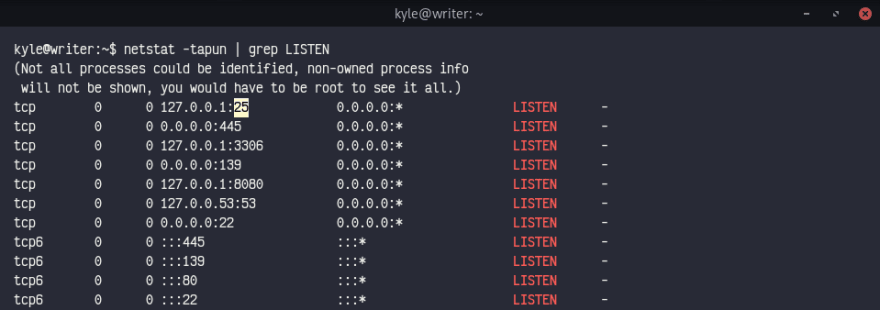 kyle@writer: ~
kyle@writer:~$ netstat -tapun | grep LISTEN
(Not all processes could be identified, non-owned process info
 will not be shown, you would have to be root to see it all.)
tcp        0      0 127.0.0.1:25            0.0.0.0:*               LISTEN      -
tcp        0      0 0.0.0.0:445             0.0.0.0:*               LISTEN      -
tcp        0      0 127.0.0.1:3306          0.0.0.0:*               LISTEN      -
tcp        0      0 0.0.0.0:139             0.0.0.0:*               LISTEN      -
tcp        0      0 127.0.0.1:8080          0.0.0.0:*               LISTEN      -
tcp        0      0 127.0.0.53:53           0.0.0.0:*               LISTEN      -
tcp        0      0 0.0.0.0:22              0.0.0.0:*               LISTEN      -
tcp6       0      0 :::445                  :::*                    LISTEN      -
tcp6       0      0 :::139                  :::*                    LISTEN      -
tcp6       0      0 :::80                   :::*                    LISTEN      -
tcp6       0      0 :::22                   :::*                    LISTEN      -